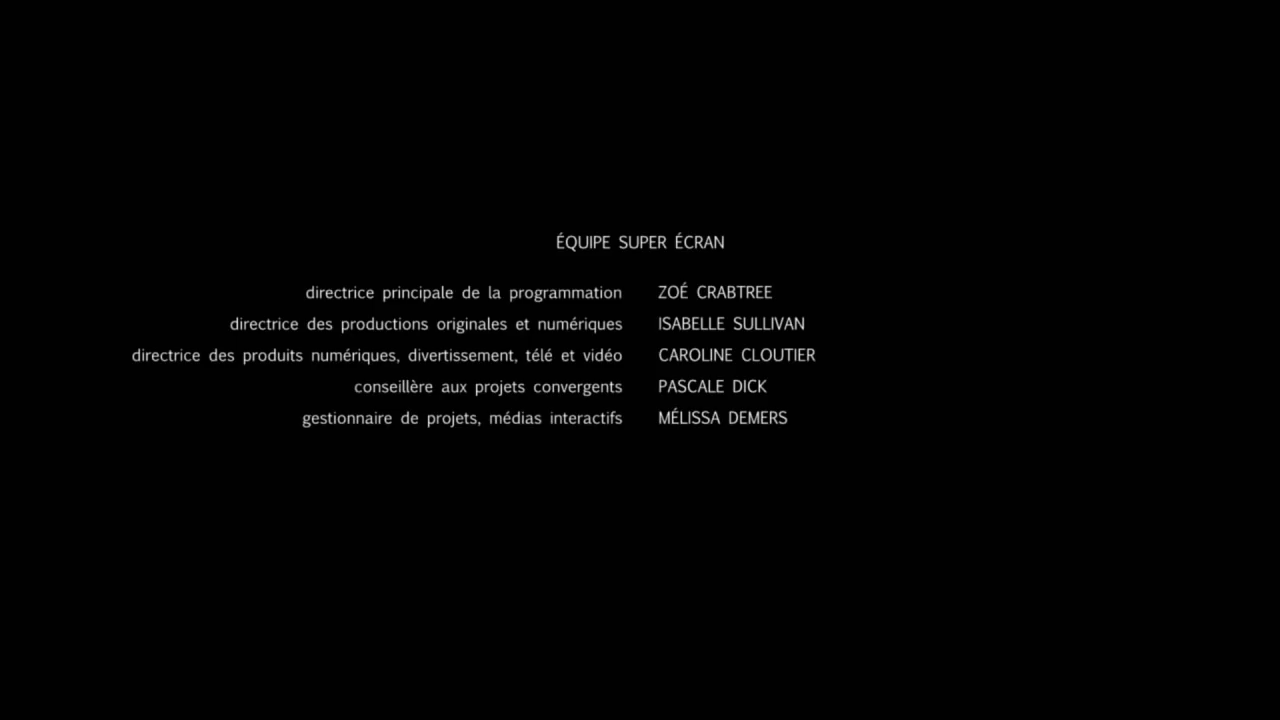 ÉQUIPE SUPER ÉCRAN
directrice principale de la programmation ZOÉ CRABTREE
directrice des productions originales et numériques ISABELLE SULLIVAN
directrice des produits numériques, divertissement, télé et vidéo CAROLINE CLOUTIER
conseillère aux projets convergents PASCALE DICK
gestionnaire de projets, médias interactifs MÉLISSA DEMERS